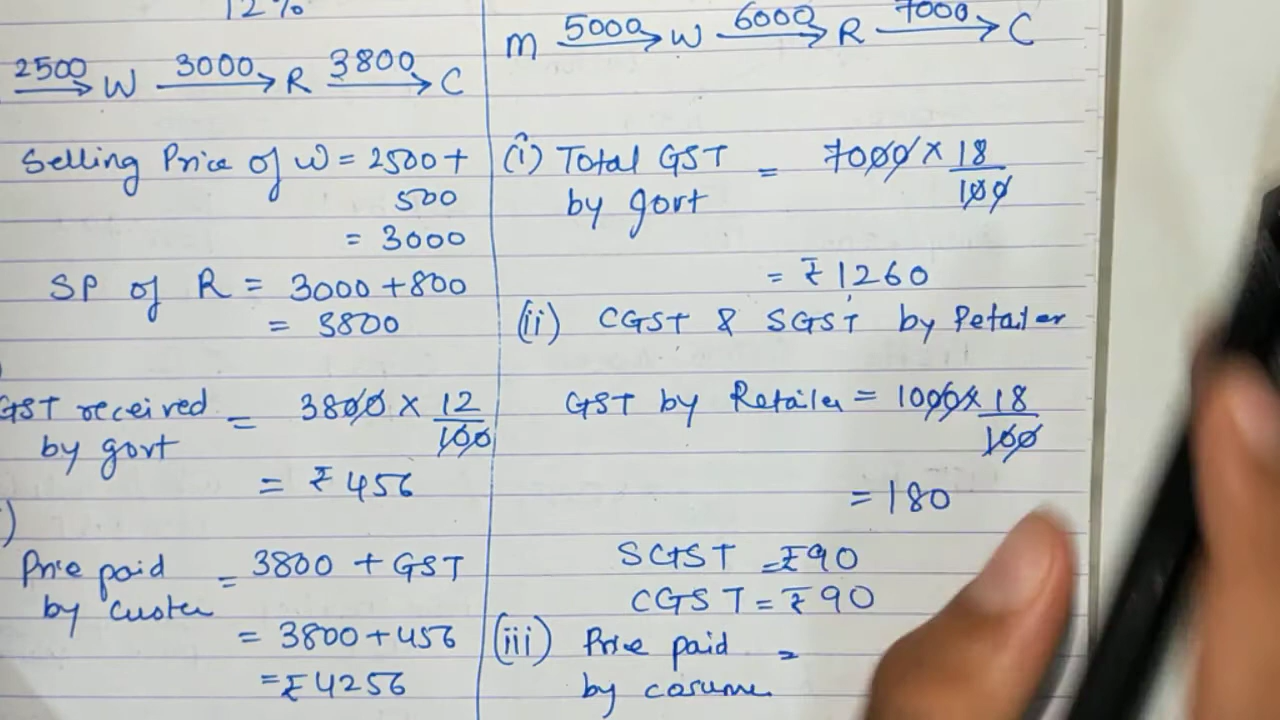 12%
2500 W 3000 R 3800 C
Selling Price of W = 2500 +
500
= 3000
SP of R = 3000 + 800
= 3800
GST received = 3800 × 12/100
by govt
= ₹ 456
)
Price paid = 3800 + GST
by custer
= 3800 + 456
= ₹ 4256
m 5000 W 6000 R 7000 C
(i) Total GST = 7000 × 18/100
by govt
= ₹ 1260
(ii) CGST & SGST by Retailer
GST by Retailer = 1000 × 18/100
= 180
SGST = ₹ 90
CGST = ₹ 90
(iii) Price paid =
by cosume